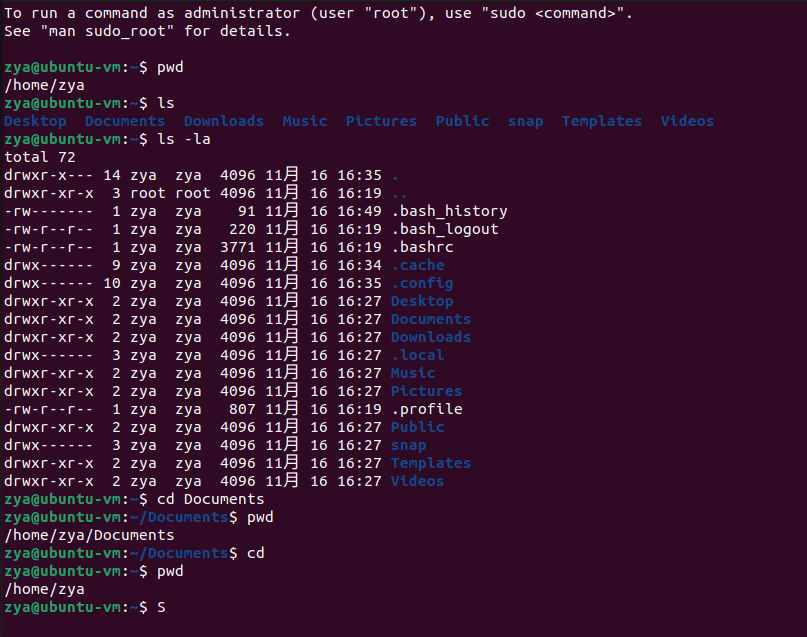 To run a command as administrator (user "root"), use "sudo <command>".
See "man sudo_root" for details.
zya@ubuntu-vm:~$ pwd
/home/zya
zya@ubuntu-vm:~$ ls
Desktop  Documents  Downloads  Music  Pictures  Public  snap  Templates  Videos
zya@ubuntu-vm:~$ ls -la
total 72
drwxr-x--- 14 zya  zya  4096 11月 16 16:35 .
drwxr-xr-x  3 root root 4096 11月 16 16:19 ..
-rw-------  1 zya  zya    91 11月 16 16:49 .bash_history
-rw-r--r--  1 zya  zya   220 11月 16 16:19 .bash_logout
-rw-r--r--  1 zya  zya  3771 11月 16 16:19 .bashrc
drwx------  9 zya  zya  4096 11月 16 16:34 .cache
drwx------ 10 zya  zya  4096 11月 16 16:35 .config
drwxr-xr-x  2 zya  zya  4096 11月 16 16:27 Desktop
drwxr-xr-x  2 zya  zya  4096 11月 16 16:27 Documents
drwxr-xr-x  2 zya  zya  4096 11月 16 16:27 Downloads
drwx------  3 zya  zya  4096 11月 16 16:27 .local
drwxr-xr-x  2 zya  zya  4096 11月 16 16:27 Music
drwxr-xr-x  2 zya  zya  4096 11月 16 16:27 Pictures
-rw-r--r--  1 zya  zya   807 11月 16 16:19 .profile
drwxr-xr-x  2 zya  zya  4096 11月 16 16:27 Public
drwx------  3 zya  zya  4096 11月 16 16:27 snap
drwxr-xr-x  2 zya  zya  4096 11月 16 16:27 Templates
drwxr-xr-x  2 zya  zya  4096 11月 16 16:27 Videos
zya@ubuntu-vm:~$ cd Documents
zya@ubuntu-vm:~/Documents$ pwd
/home/zya/Documents
zya@ubuntu-vm:~/Documents$ cd
zya@ubuntu-vm:~$ pwd
/home/zya
zya@ubuntu-vm:~$ S